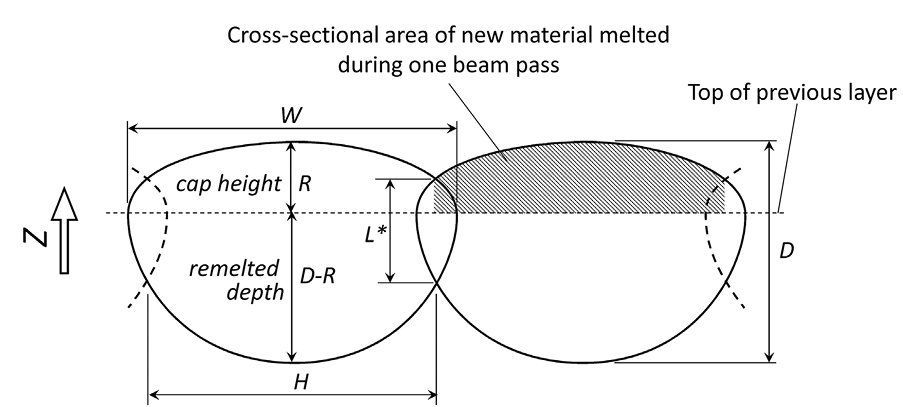 Cross-sectional area of new material melted
during one beam pass
Top of previous layer
W
cap height
R
Z
L*
remelted
depth
D-R
D
H